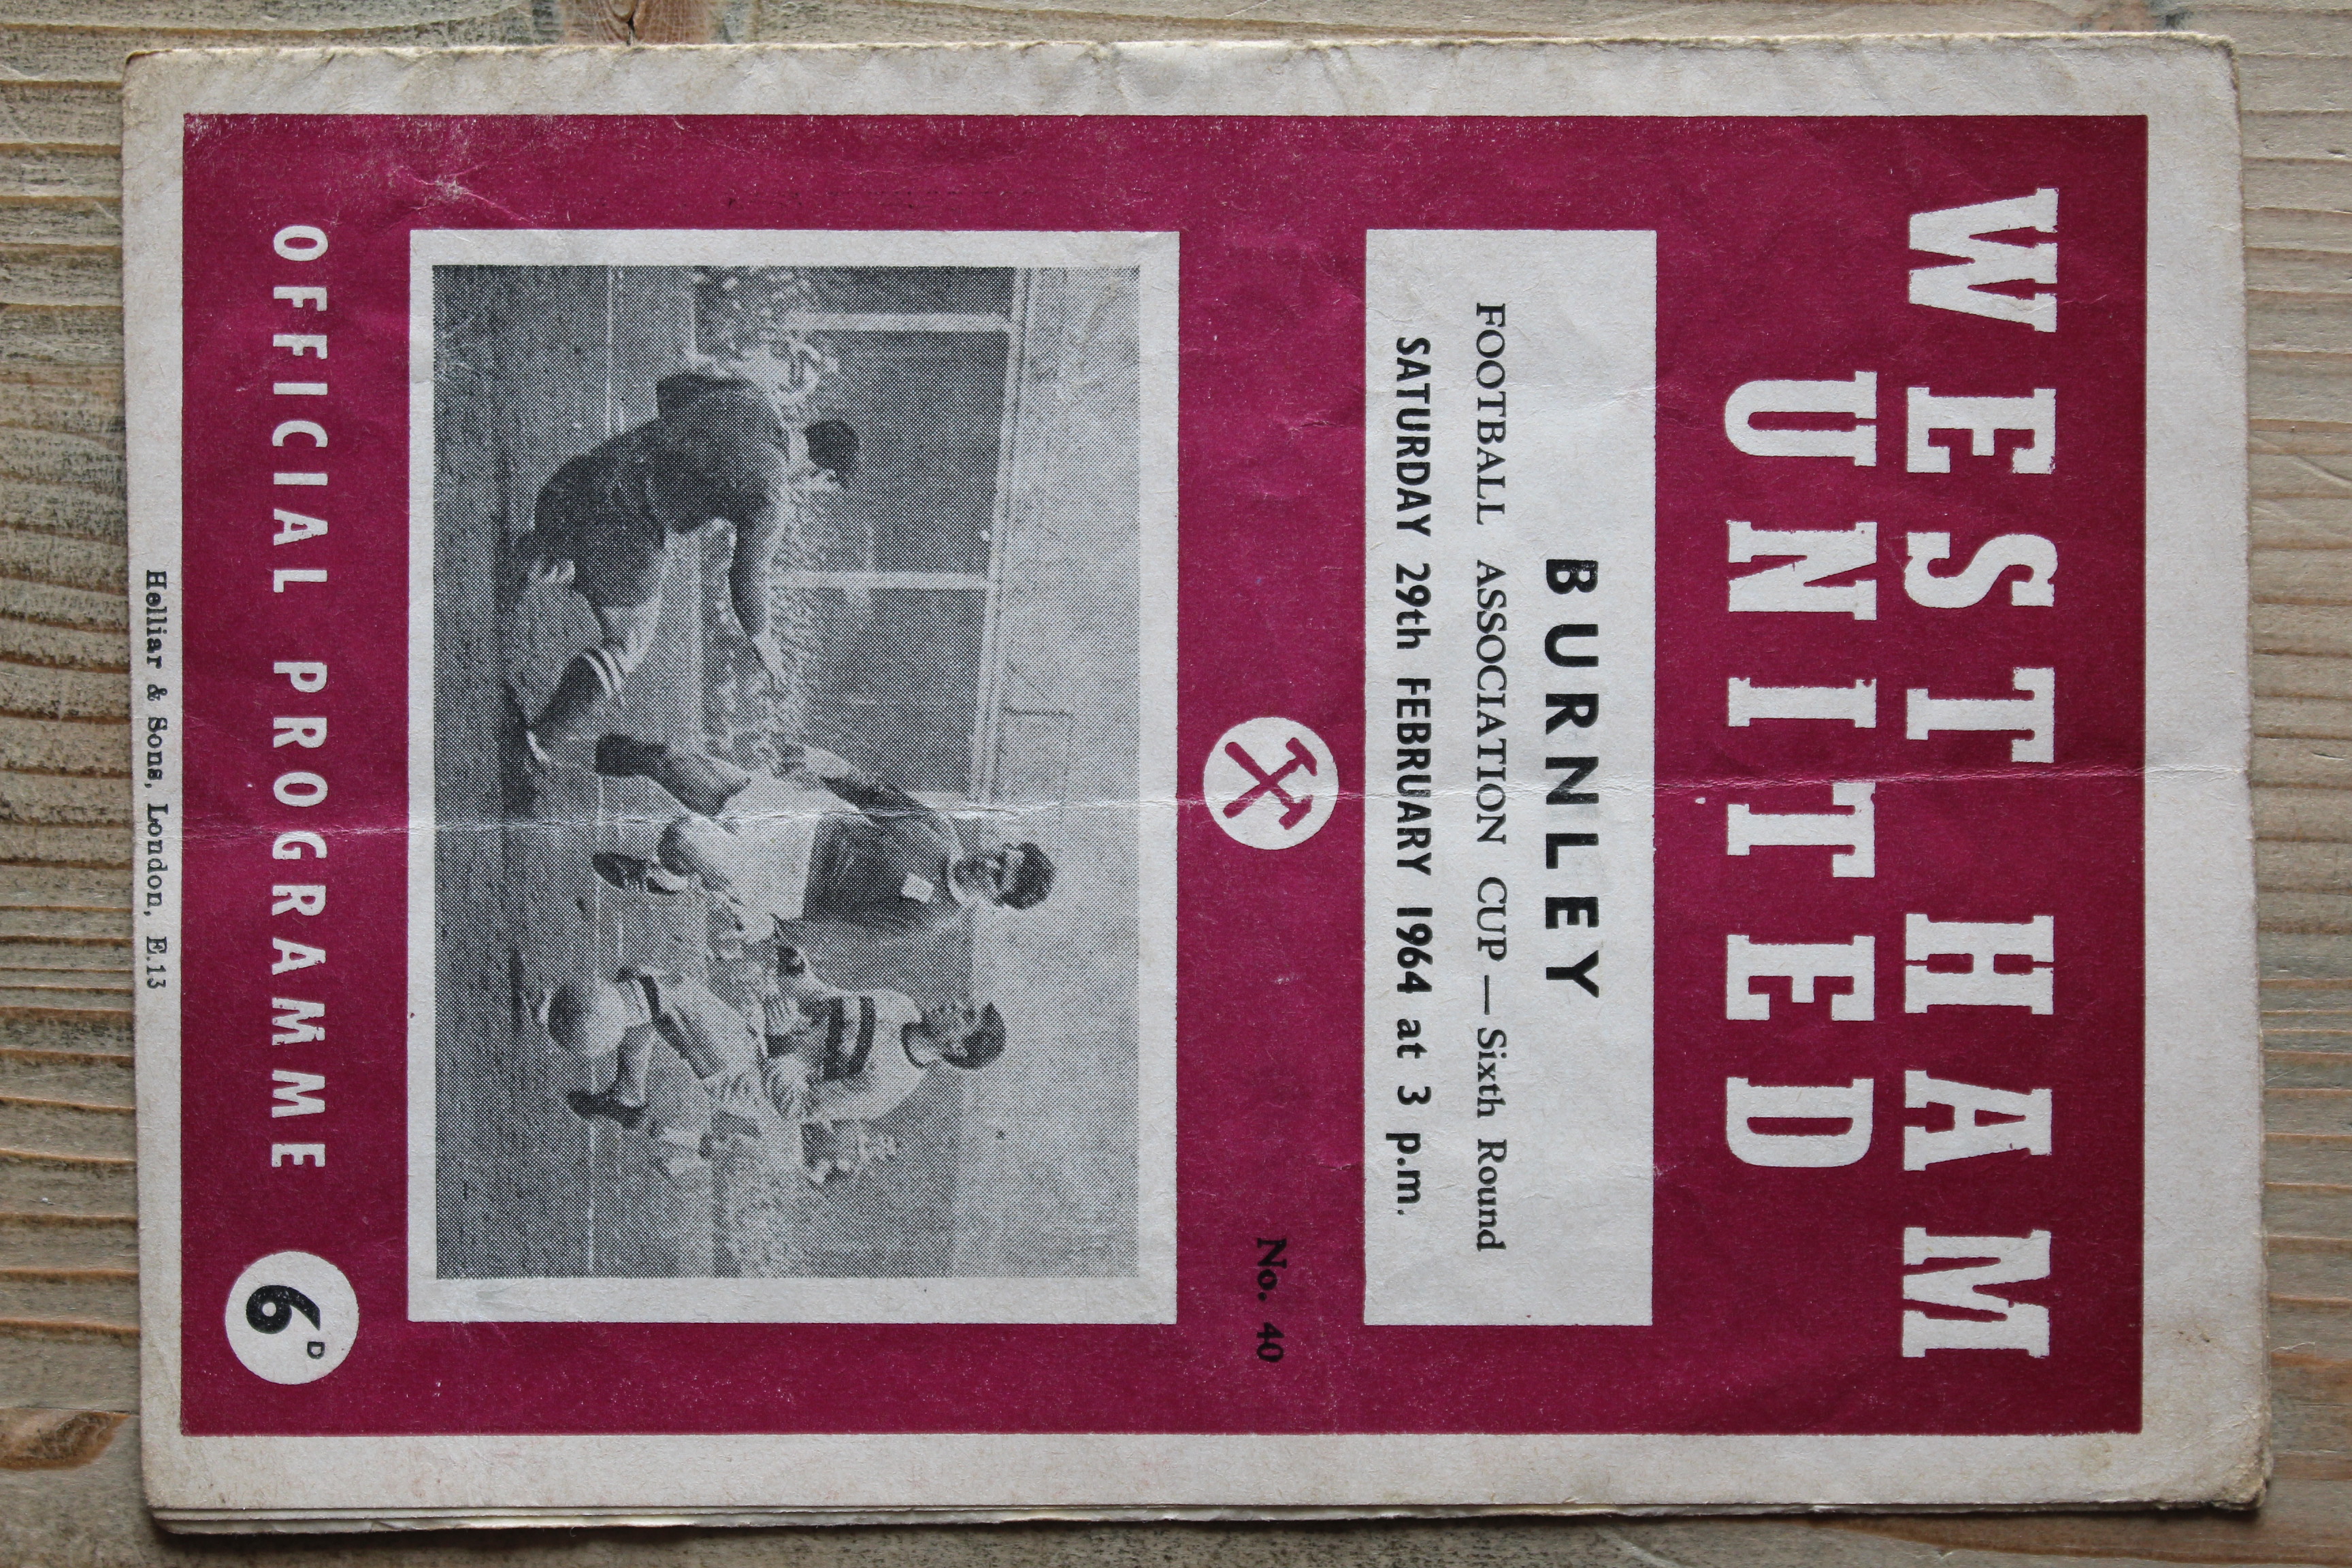 WEST HAM
UNITED
BURNLEY
FOOTBALL ASSOCIATION CUP — Sixth Round
SATURDAY 29th FEBRUARY 1964 at 3 p.m.
No. 40
OFFICIAL PROGRAMME
6D
Helliar & Sons, London, E.13